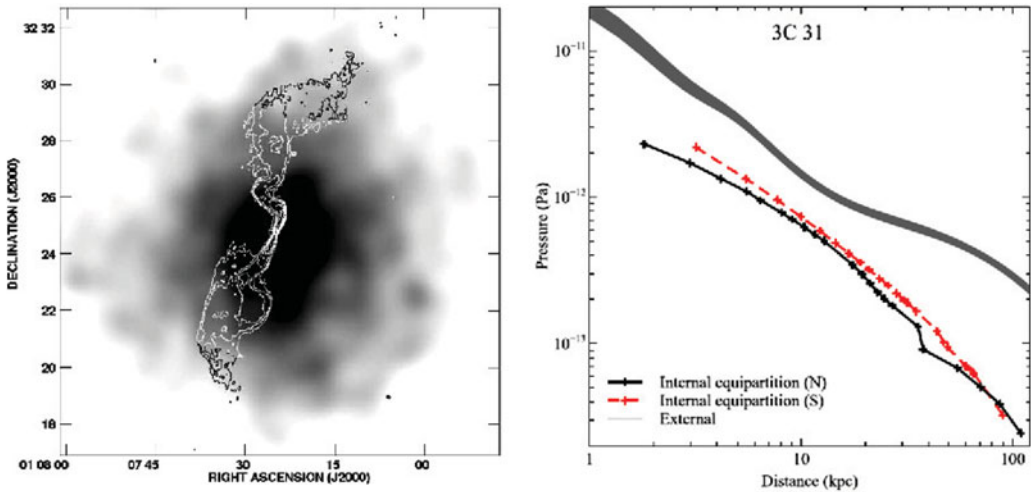 32 32
30
28
26
24
22
20
18
DECLINATION (J2000)
01 08 00
07 45
30
15
00
RIGHT ASCENSION (J2000)
3C 31
10⁻¹¹
10⁻¹²
10⁻¹³
Pressure (Pa)
Internal equipartition (N)
Internal equipartition (S)
External
1
10
100
Distance (kpc)